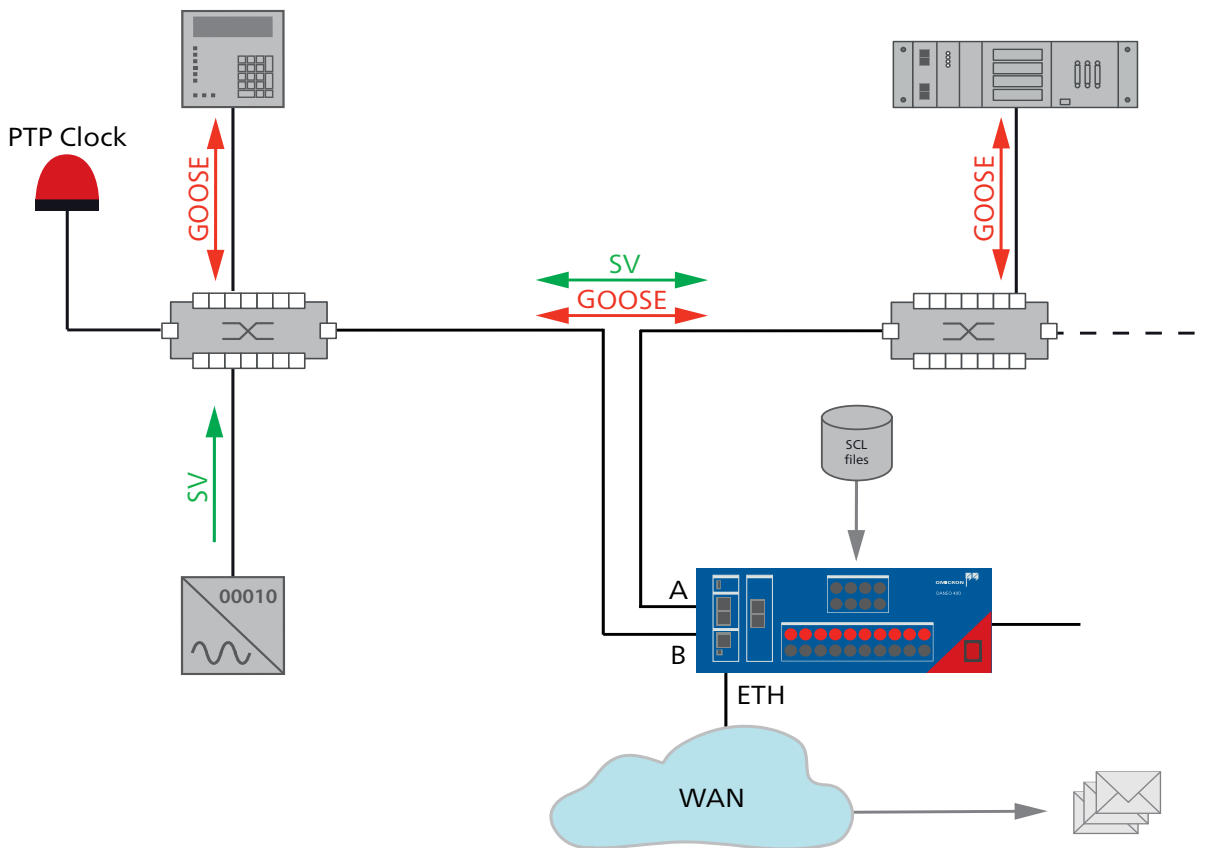 PTP Clock
GOOSE
GOOSE
SV
GOOSE
SV
SCL
files
00010
A
B
OMICRON
DANEO 400
ETH
WAN